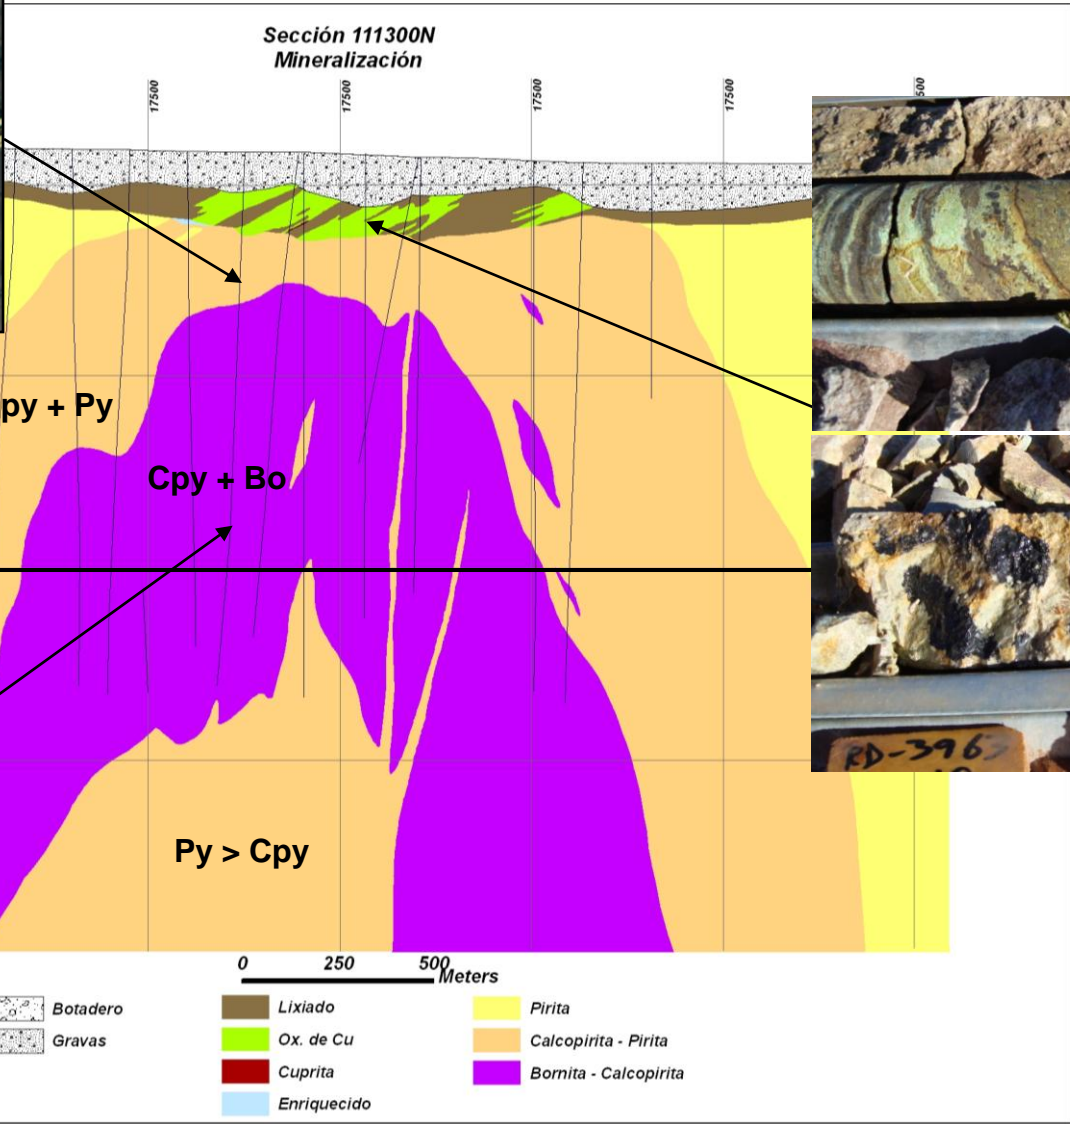 Sección 111300N
Mineralización
17500
17500
17500
17500
500
py + Py
Cpy + Bo
Py > Cpy
RD-396
0 250 500
Meters
Botadero
Gravas
Lixiado
Ox. de Cu
Cuprita
Enriquecido
Pirita
Calcopirita - Pirita
Bornita - Calcopirita